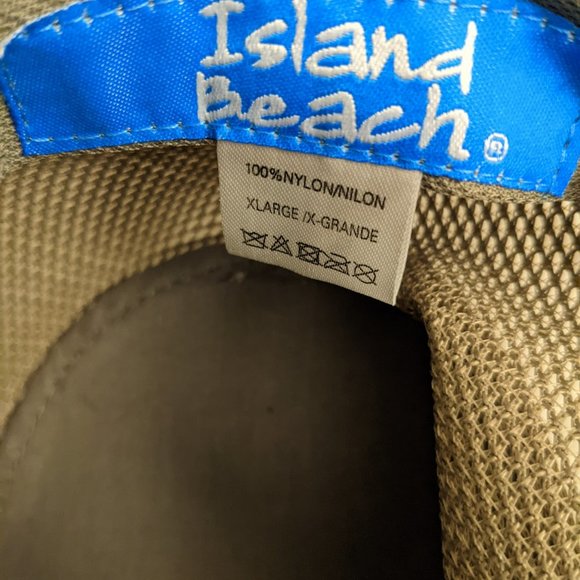 Island
Beach®
100%NYLON/NILON
XLARGE /X-GRANDE